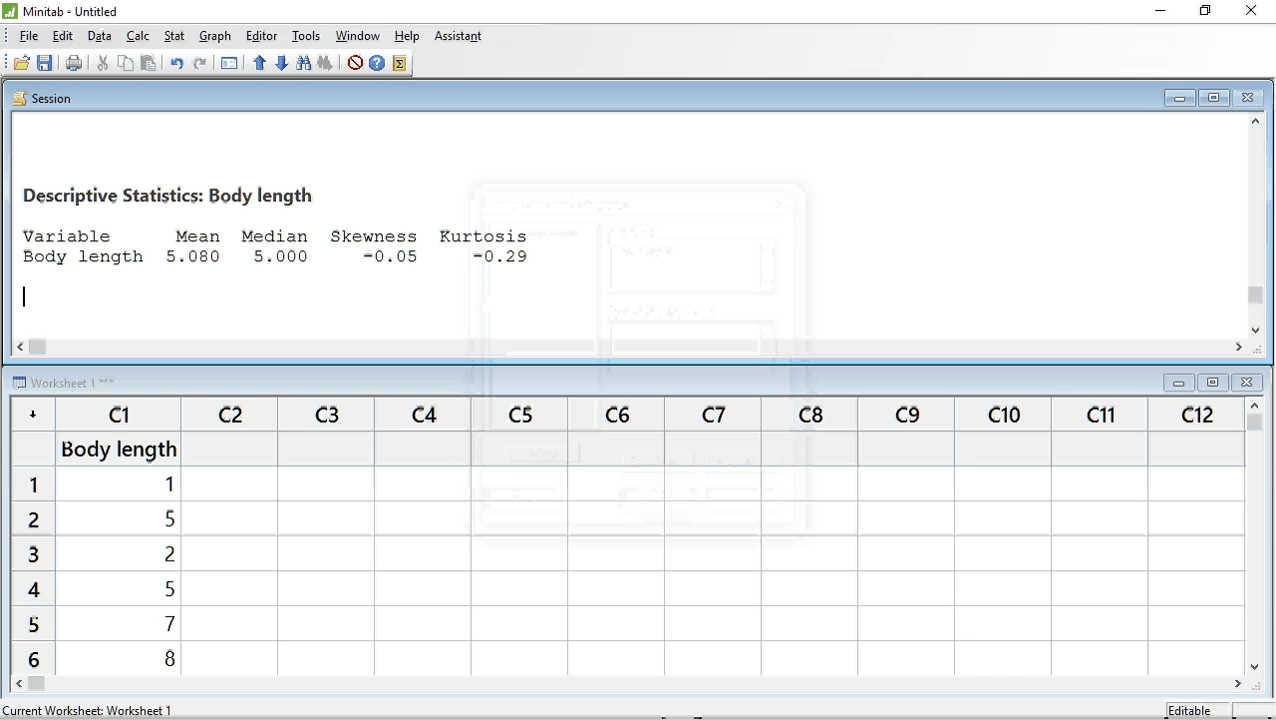 Minitab - Untitled
File Edit Data Calc Stat Graph Editor Tools Window Help Assistant
Session
Descriptive Statistics: Body length
Variable Mean Median Skewness Kurtosis
Body length 5.080 5.000 -0.05 -0.29
Worksheet 1 ***
C1 C2 C3 C4 C5 C6 C7 C8 C9 C10 C11 C12
Body length
1 1
2 5
3 2
4 5
5 7
6 8
Current Worksheet: Worksheet 1
Editable